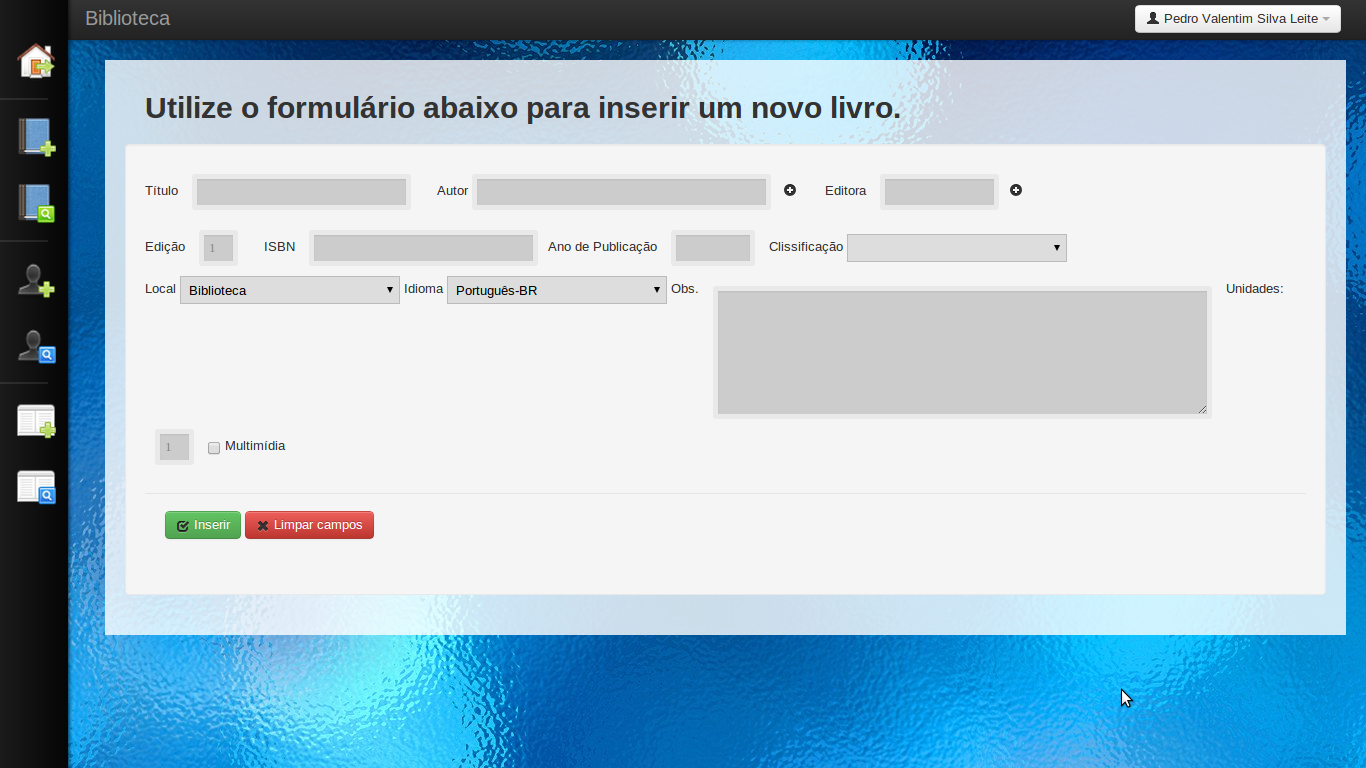 Biblioteca
Pedro Valentim Silva Leite
Utilize o formulário abaixo para inserir um novo livro.
Título Autor Editora
Edição 1 ISBN Ano de Publicação Classificação
Local Biblioteca Idioma Português-BR Obs. Unidades:
1 Multimídia
Inserir Limpar campos